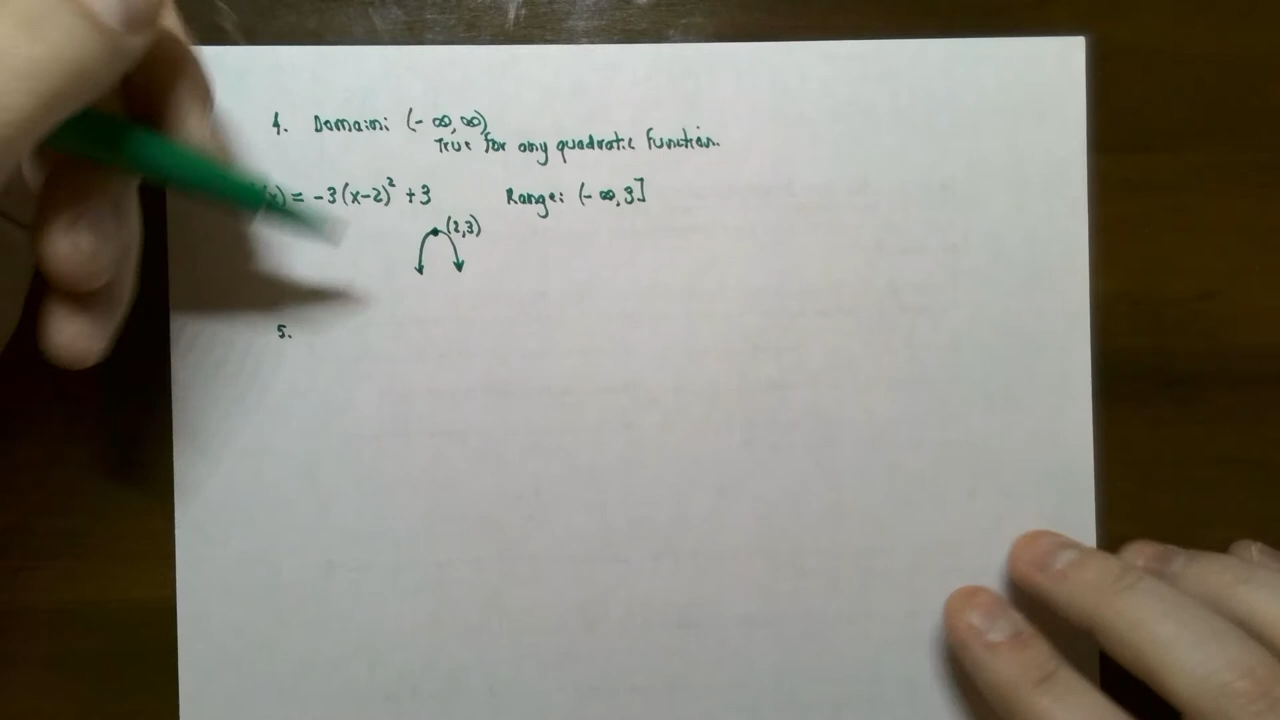 4. Domain: (-∞,∞)
True for any quadratic function.
(x) = -3(x-2)² +3 Range: (-∞,3]
(2,3)
5.